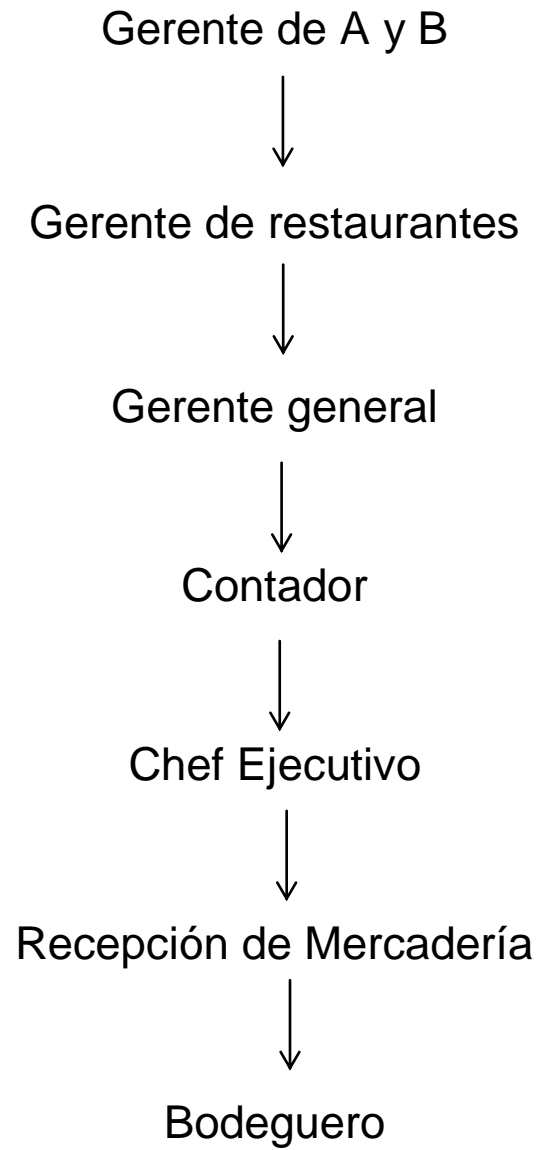 Gerente de A y B
Gerente de restaurantes
Gerente general
Contador
Chef Ejecutivo
Recepción de Mercadería
Bodeguero